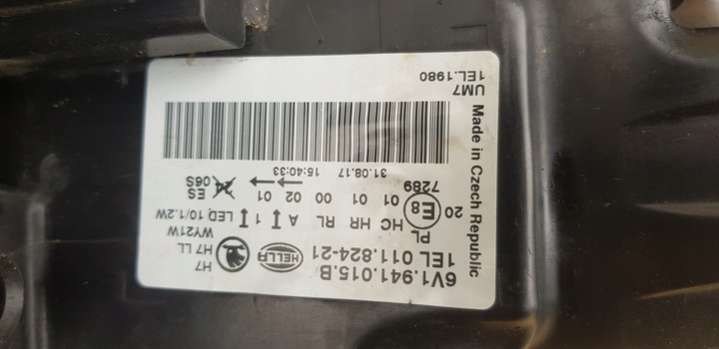 6V1.941.015.B
1EL 011.824-21
HELLA
H7
H7 LL
WY21W
PL HC HR RL A 1 LED 10/1.2W
20 E8 01 01 00 02 01
7289
ES
06S
31.08.17 15:40:33
UM7
1EL.1980
Made in Czech Republic